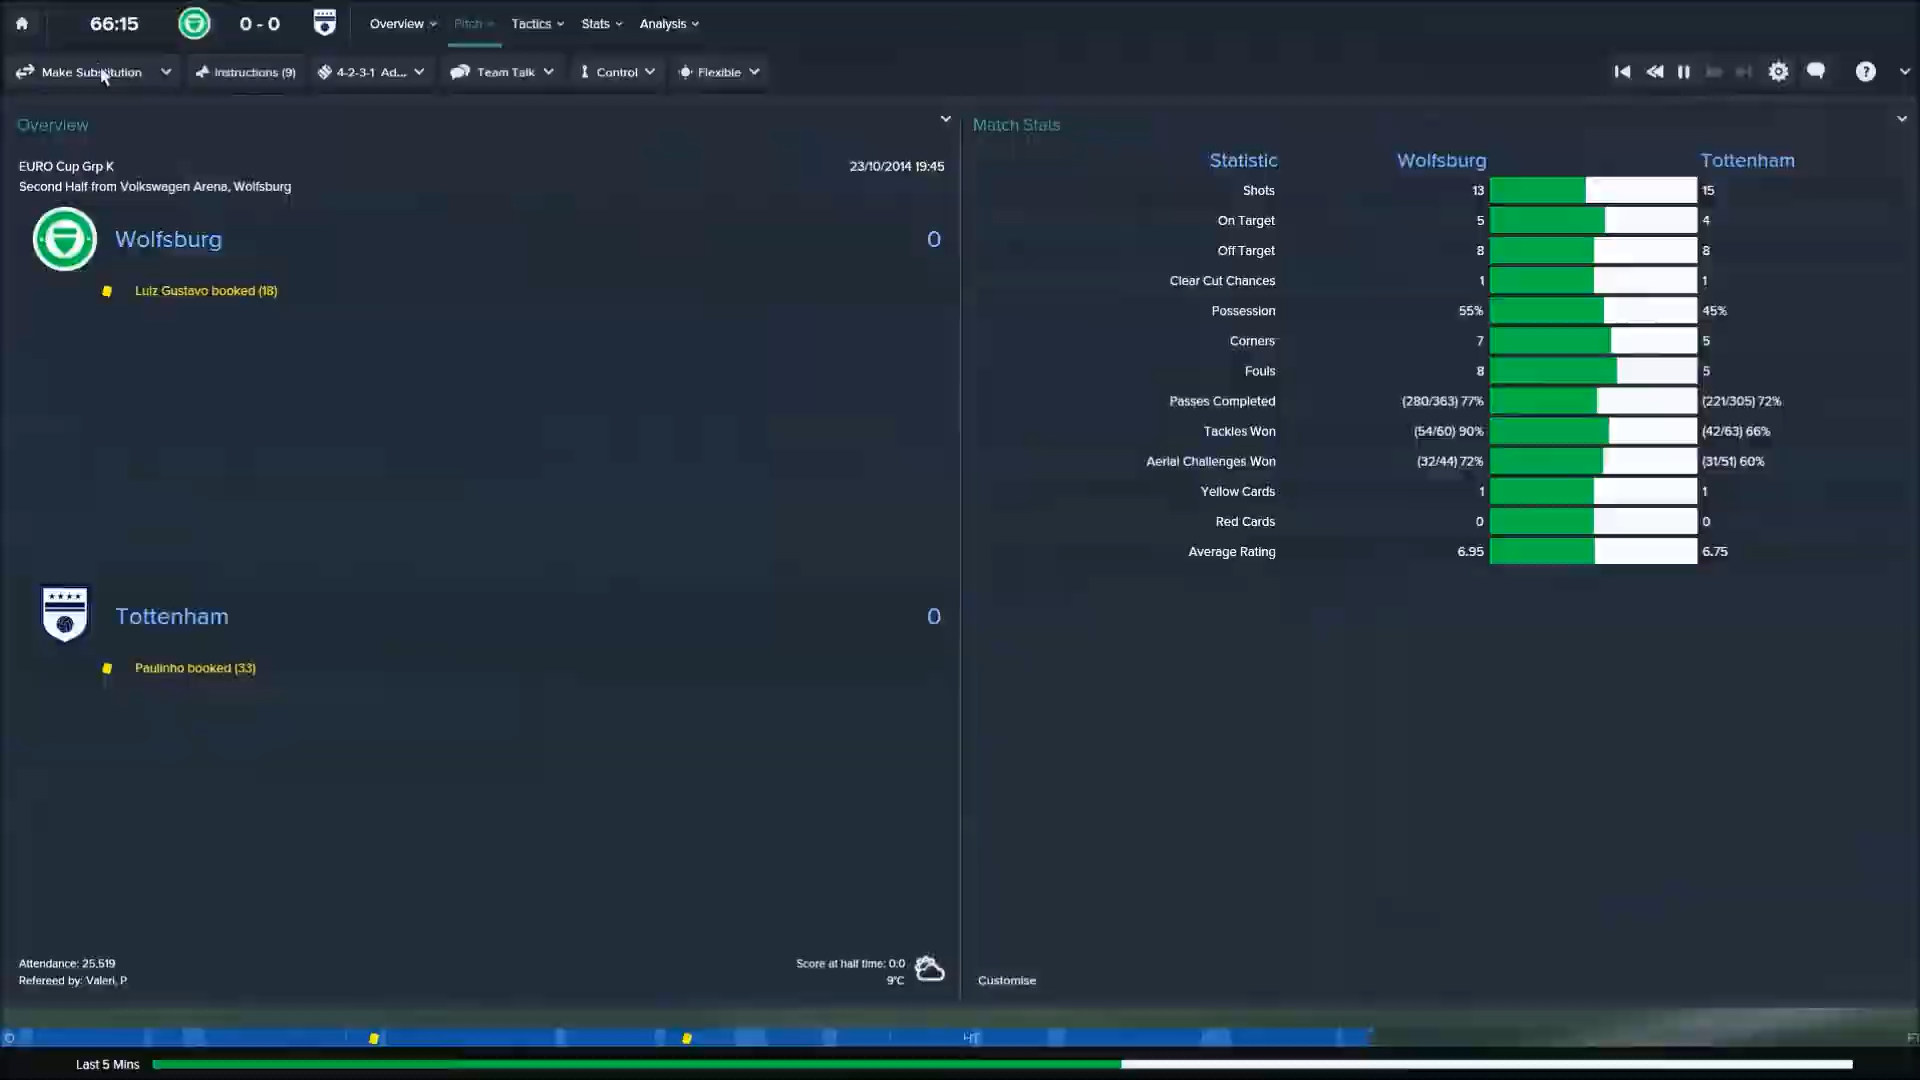 66:15 0 - 0 Overview Pitch Tactics Stats Analysis
Make Substitution Instructions (9) 4-2-3-1 Ad... Team Talk Control Flexible ?
Overview
EURO Cup Grp K 23/10/2014 19:45
Second Half from Volkswagen Arena, Wolfsburg
Wolfsburg 0
Luiz Gustavo booked (18)
Tottenham 0
Paulinho booked (33)
Attendance: 25,519 Score at half time: 0:0
Refereed by: Valeri, P 9°C
Match Stats
Statistic Wolfsburg Tottenham
Shots 13 15
On Target 5 4
Off Target 8 8
Clear Cut Chances 1 1
Possession 55% 45%
Corners 7 5
Fouls 8 5
Passes Completed (280/363) 77% (221/305) 72%
Tackles Won (54/60) 90% (42/63) 66%
Aerial Challenges Won (32/44) 72% (31/51) 60%
Yellow Cards 1 1
Red Cards 0 0
Average Rating 6.95 6.75
Customise
HT
Last 5 Mins